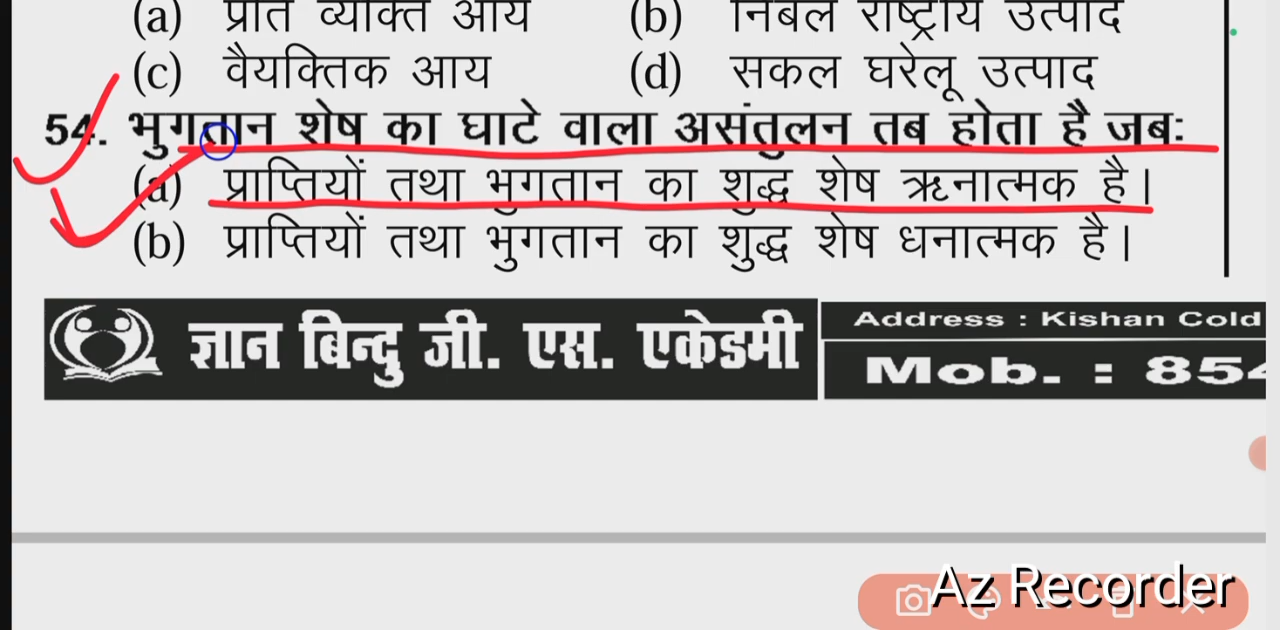 (a) प्रति व्यक्ति आय (b) निबल राष्ट्रीय उत्पाद
(c) वैयक्तिक आय (d) सकल घरेलू उत्पाद
54. भुगतान शेष का घाटे वाला असंतुलन तब होता है जब:
(a) प्राप्तियों तथा भुगतान का शुद्ध शेष ऋनात्मक है।
(b) प्राप्तियों तथा भुगतान का शुद्ध शेष धनात्मक है।
ज्ञान बिन्दु जी. एस. एकेडमी
Address : Kishan Cold
Mob. : 854
Az Recorder